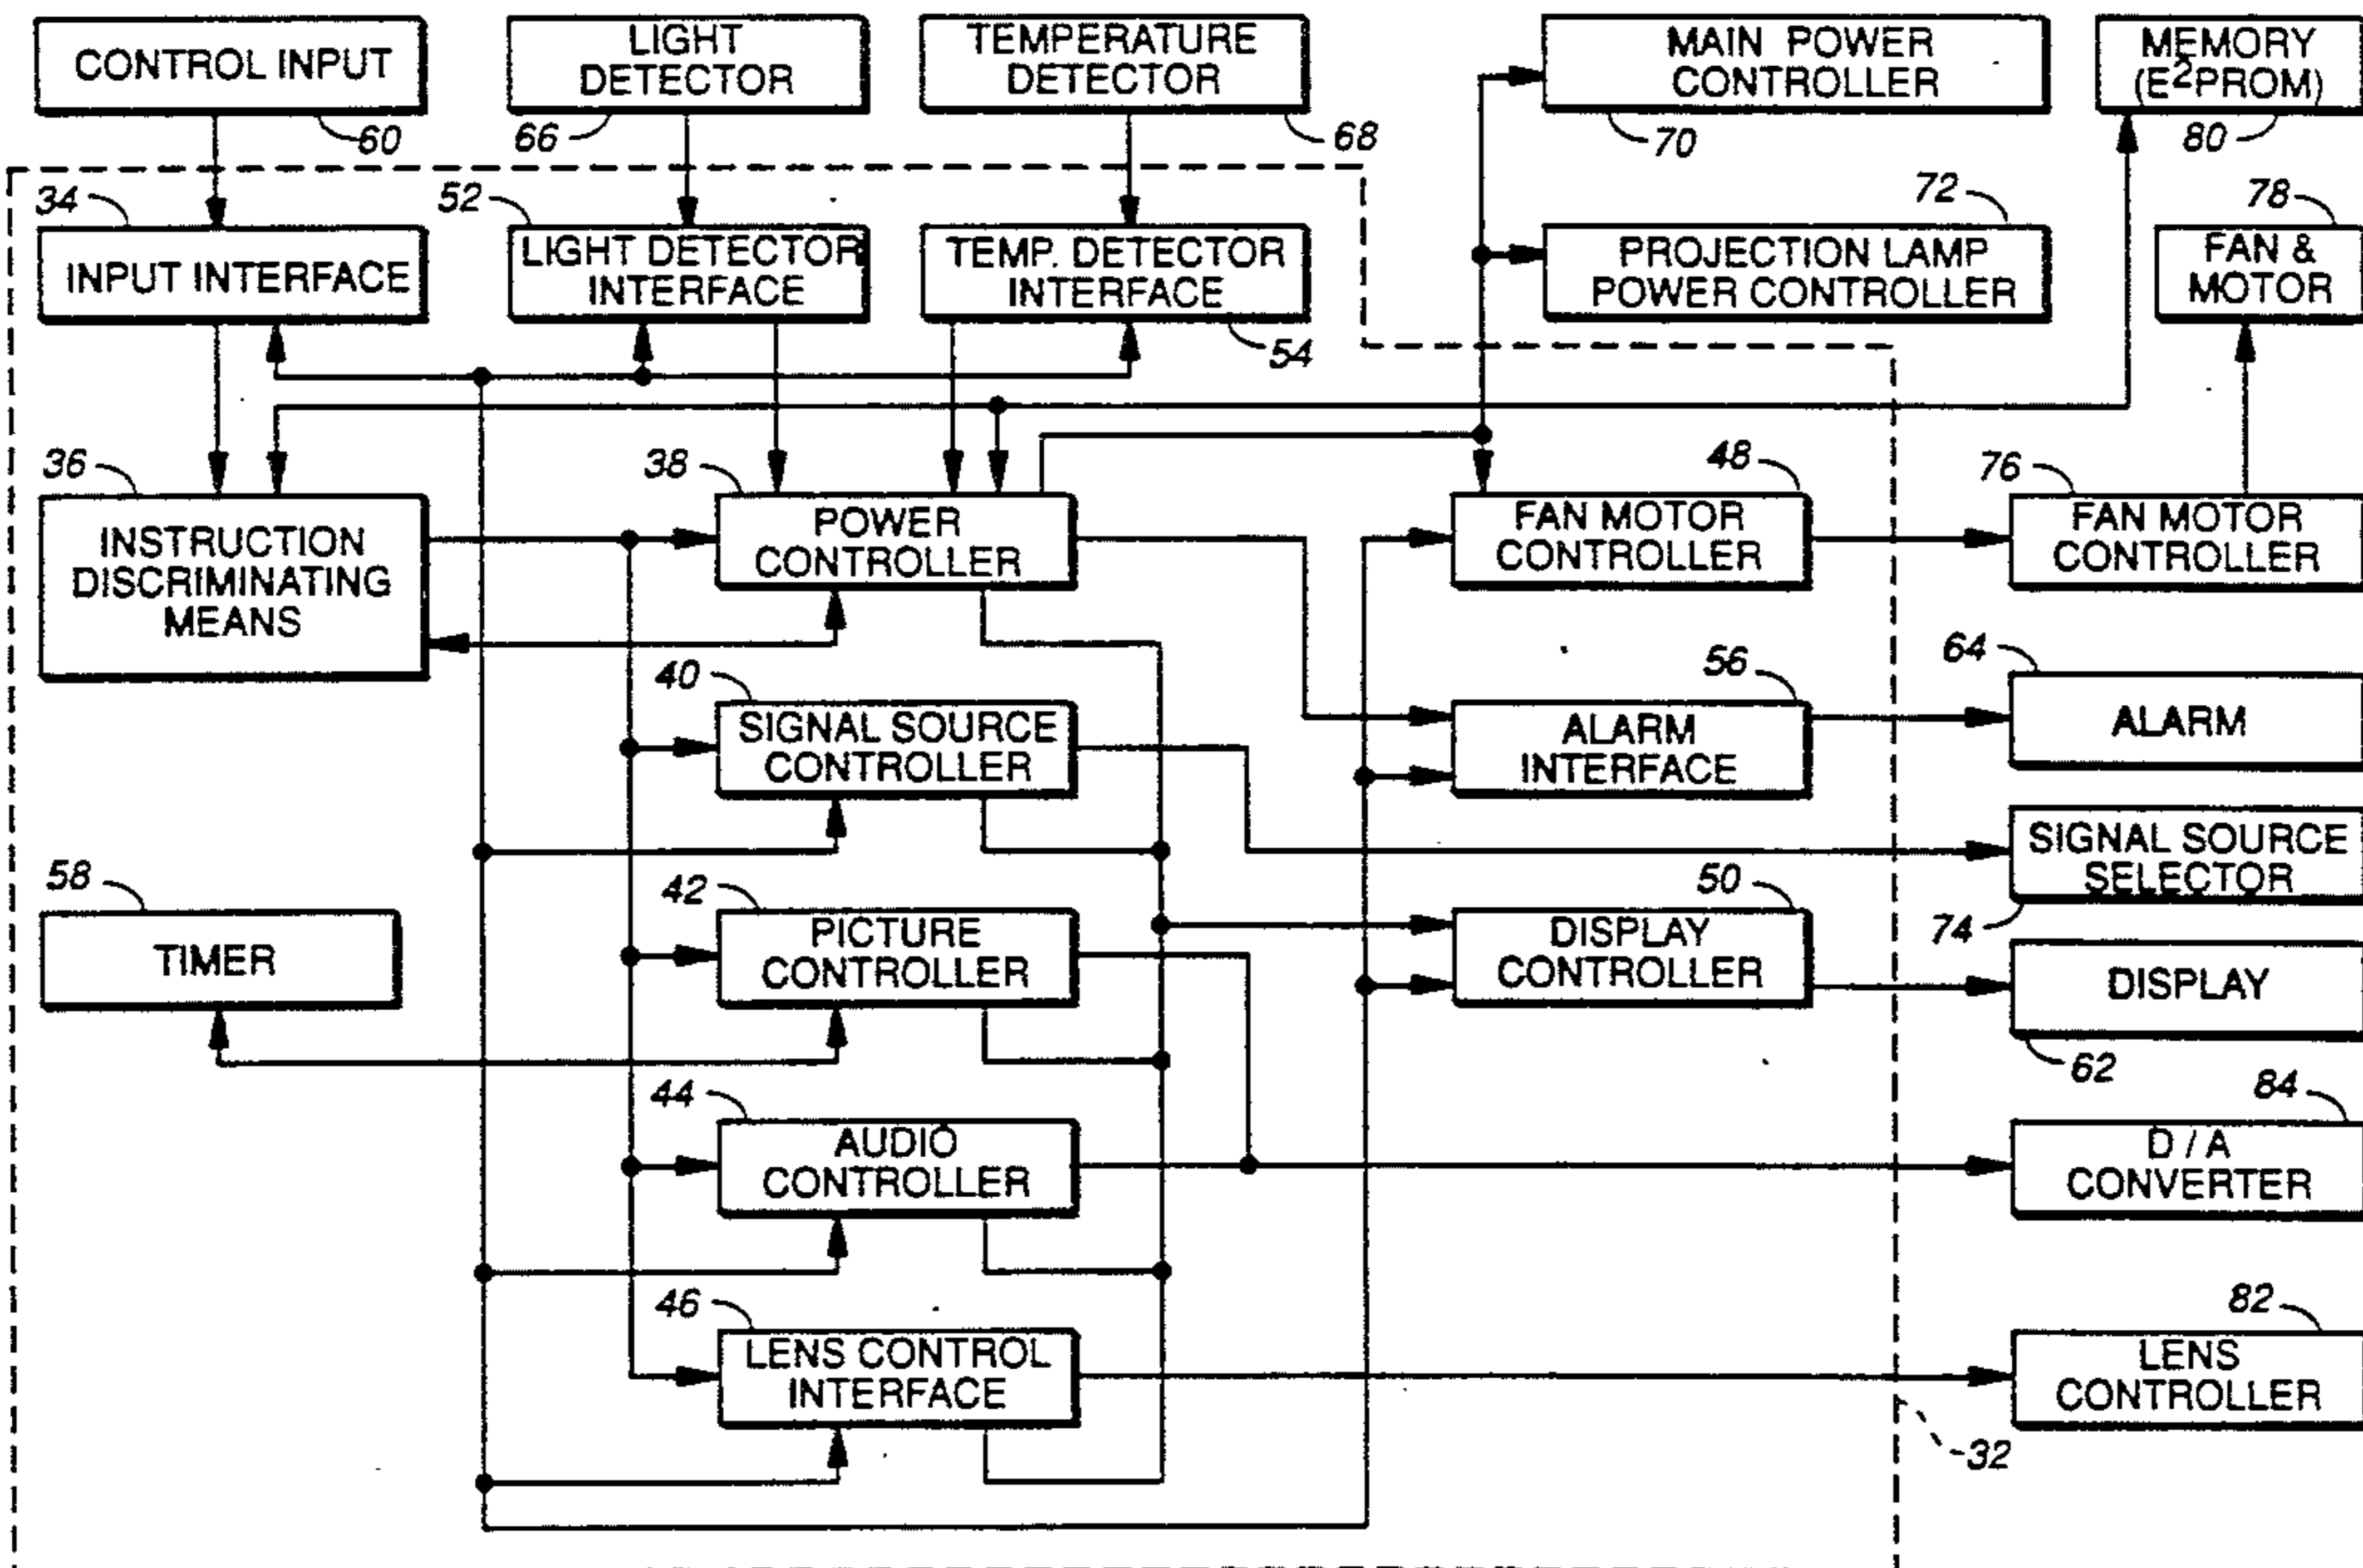 CONTROL INPUT
60
LIGHT
DETECTOR
66
TEMPERATURE
DETECTOR
68
MAIN POWER
CONTROLLER
70
MEMORY
(E²PROM)
80
34
INPUT INTERFACE
52
LIGHT DETECTOR
INTERFACE
TEMP. DETECTOR
INTERFACE
54
72
PROJECTION LAMP
POWER CONTROLLER
78
FAN &
MOTOR
36
INSTRUCTION
DISCRIMINATING
MEANS
38
POWER
CONTROLLER
48
FAN MOTOR
CONTROLLER
76
FAN MOTOR
CONTROLLER
40
SIGNAL SOURCE
CONTROLLER
56
ALARM
INTERFACE
64
ALARM
SIGNAL SOURCE
SELECTOR
74
58
TIMER
42
PICTURE
CONTROLLER
50
DISPLAY
CONTROLLER
DISPLAY
62
44
AUDIO
CONTROLLER
84
D / A
CONVERTER
46
LENS CONTROL
INTERFACE
82
LENS
CONTROLLER
32